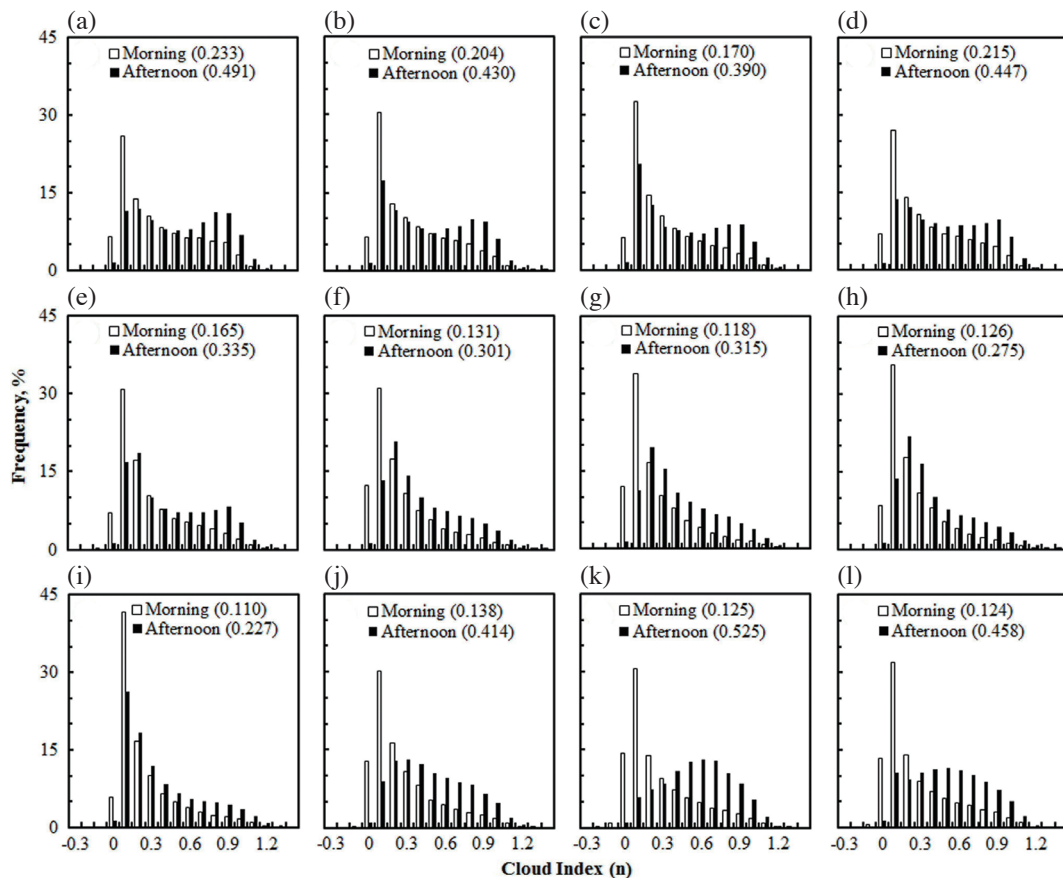 (a) (b) (c) (d)
45
30
15
0
Morning (0.233)
Afternoon (0.491)
Morning (0.204)
Afternoon (0.430)
Morning (0.170)
Afternoon (0.390)
Morning (0.215)
Afternoon (0.447)
(e) (f) (g) (h)
45
30
15
0
Morning (0.165)
Afternoon (0.335)
Morning (0.131)
Afternoon (0.301)
Morning (0.118)
Afternoon (0.315)
Morning (0.126)
Afternoon (0.275)
Frequency, %
(i) (j) (k) (l)
45
30
15
0
Morning (0.110)
Afternoon (0.227)
Morning (0.138)
Afternoon (0.414)
Morning (0.125)
Afternoon (0.525)
Morning (0.124)
Afternoon (0.458)
-0.3 0 0.3 0.6 0.9 1.2 -0.3 0 0.3 0.6 0.9 1.2 -0.3 0 0.3 0.6 0.9 1.2 -0.3 0 0.3 0.6 0.9 1.2
Cloud Index (n)